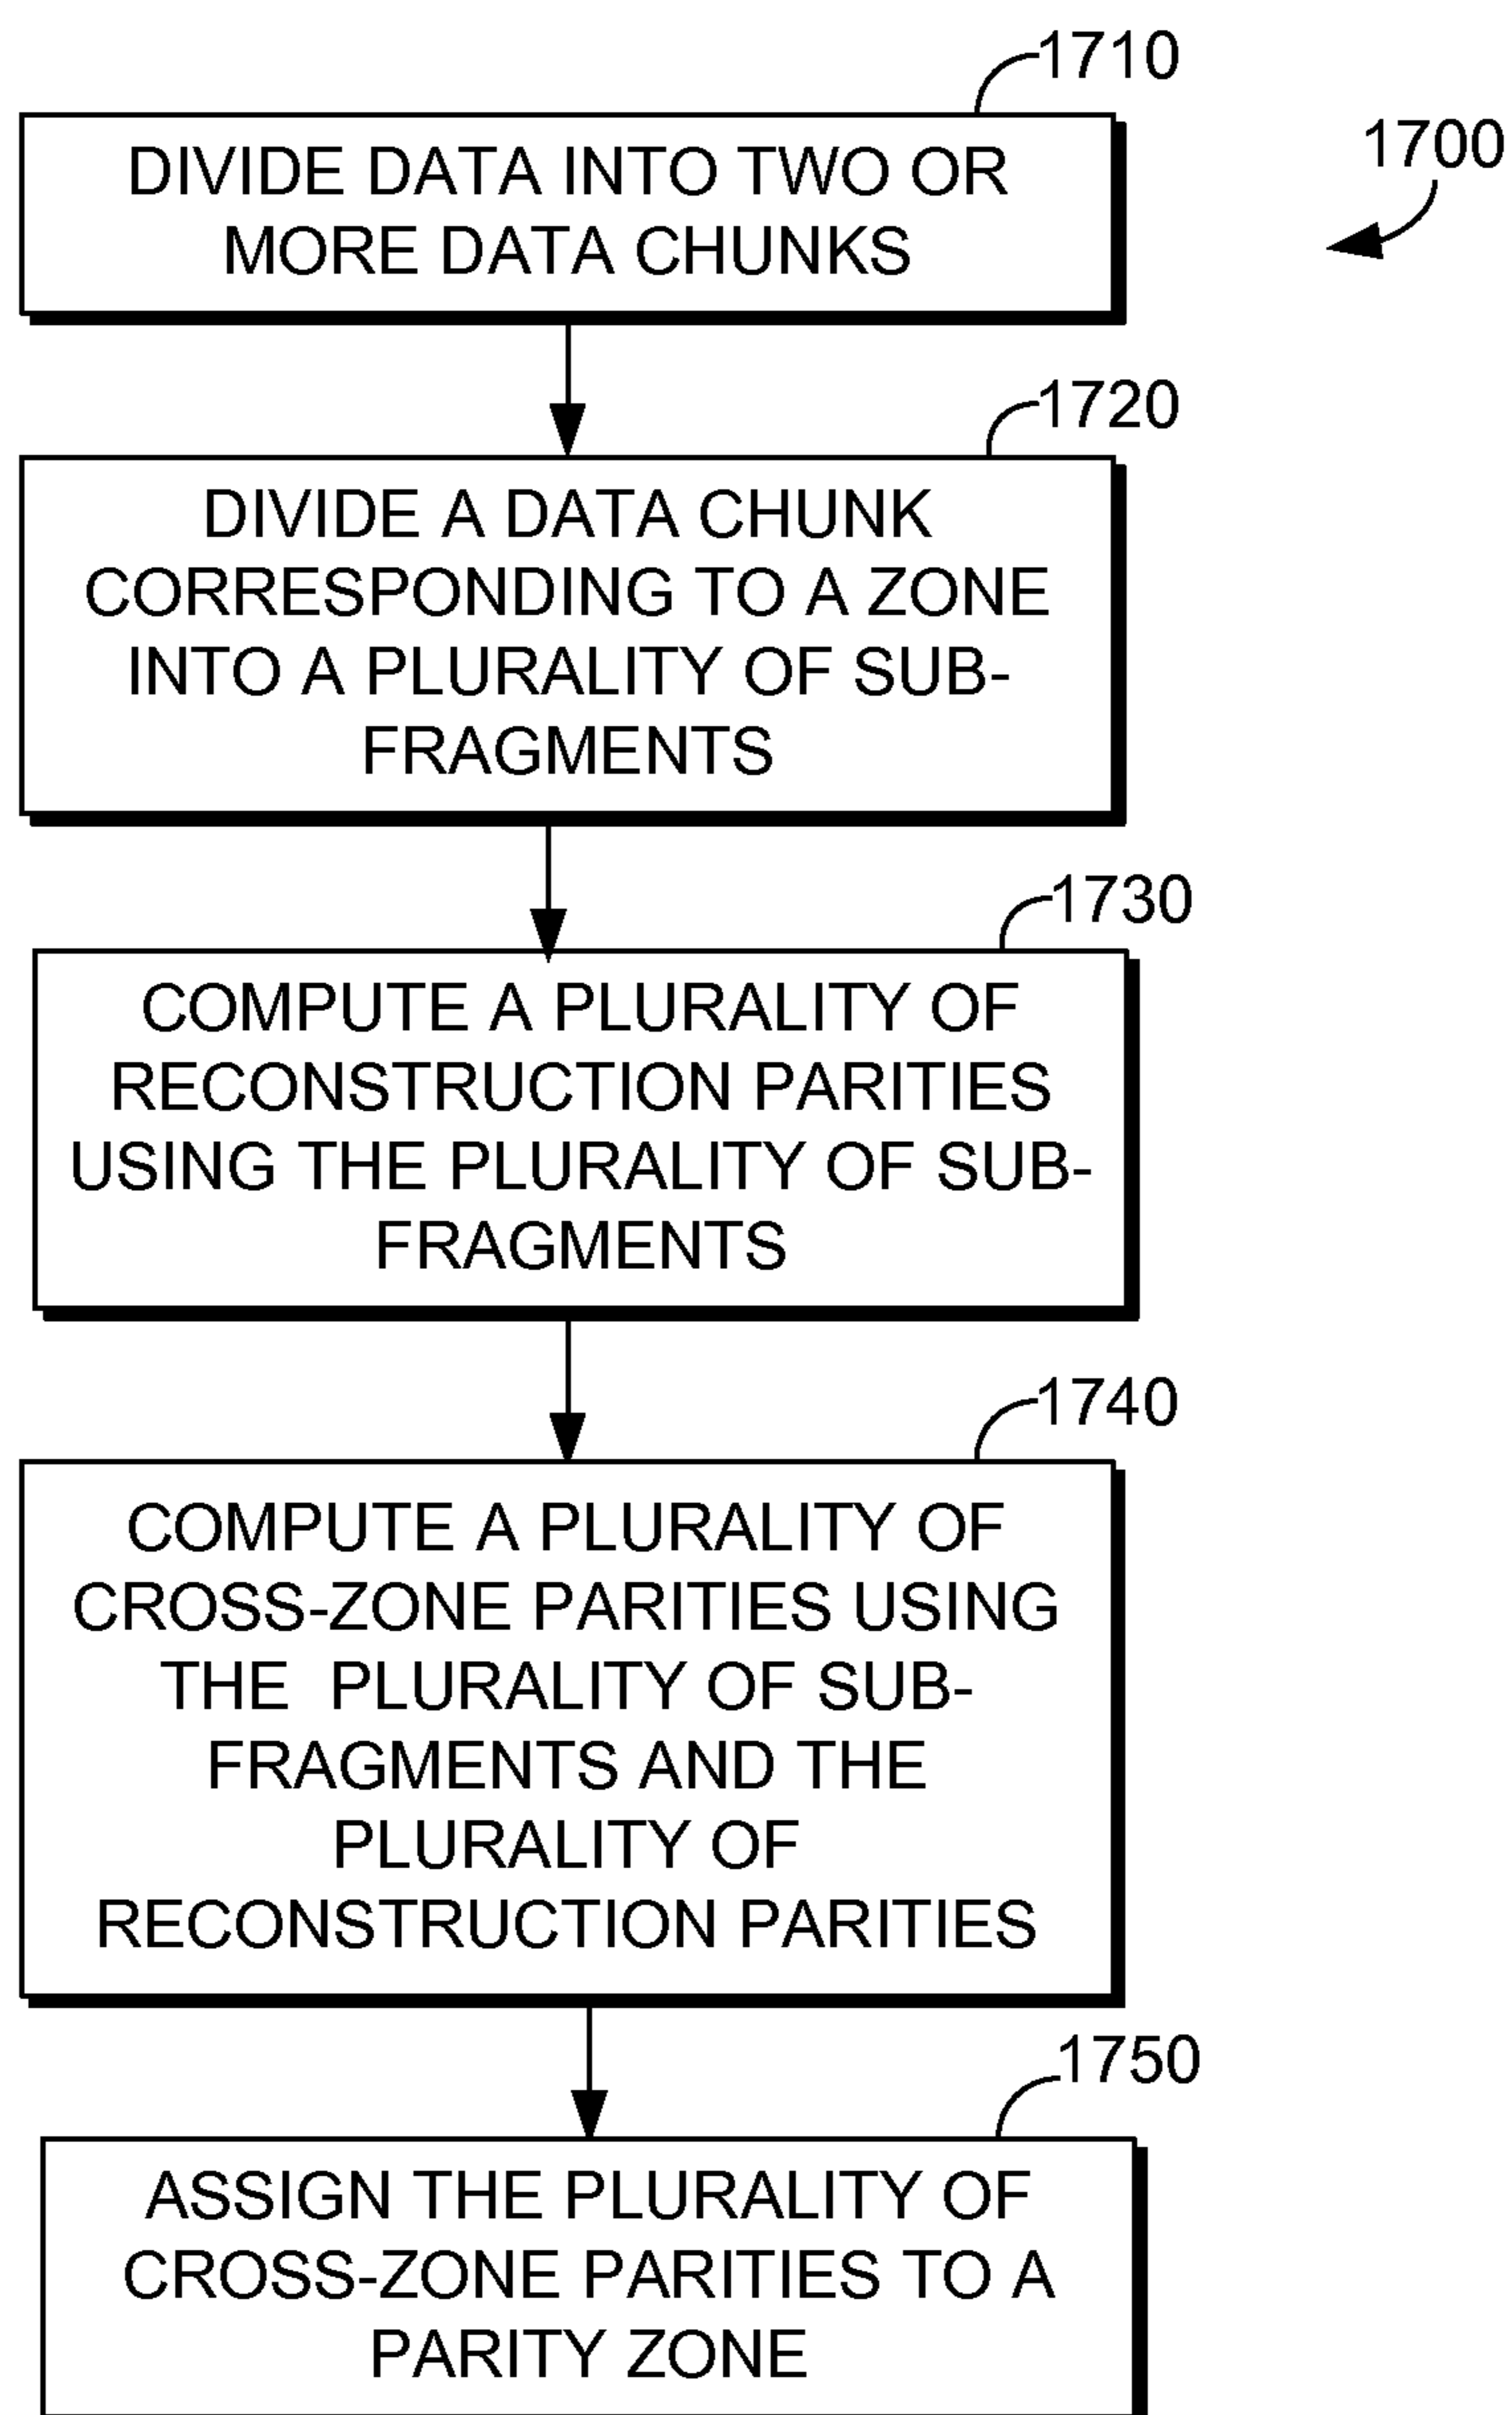 1710
1700
DIVIDE DATA INTO TWO OR
MORE DATA CHUNKS
1720
DIVIDE A DATA CHUNK
CORRESPONDING TO A ZONE
INTO A PLURALITY OF SUB-
FRAGMENTS
1730
COMPUTE A PLURALITY OF
RECONSTRUCTION PARITIES
USING THE PLURALITY OF SUB-
FRAGMENTS
1740
COMPUTE A PLURALITY OF
CROSS-ZONE PARITIES USING
THE PLURALITY OF SUB-
FRAGMENTS AND THE
PLURALITY OF
RECONSTRUCTION PARITIES
1750
ASSIGN THE PLURALITY OF
CROSS-ZONE PARITIES TO A
PARITY ZONE